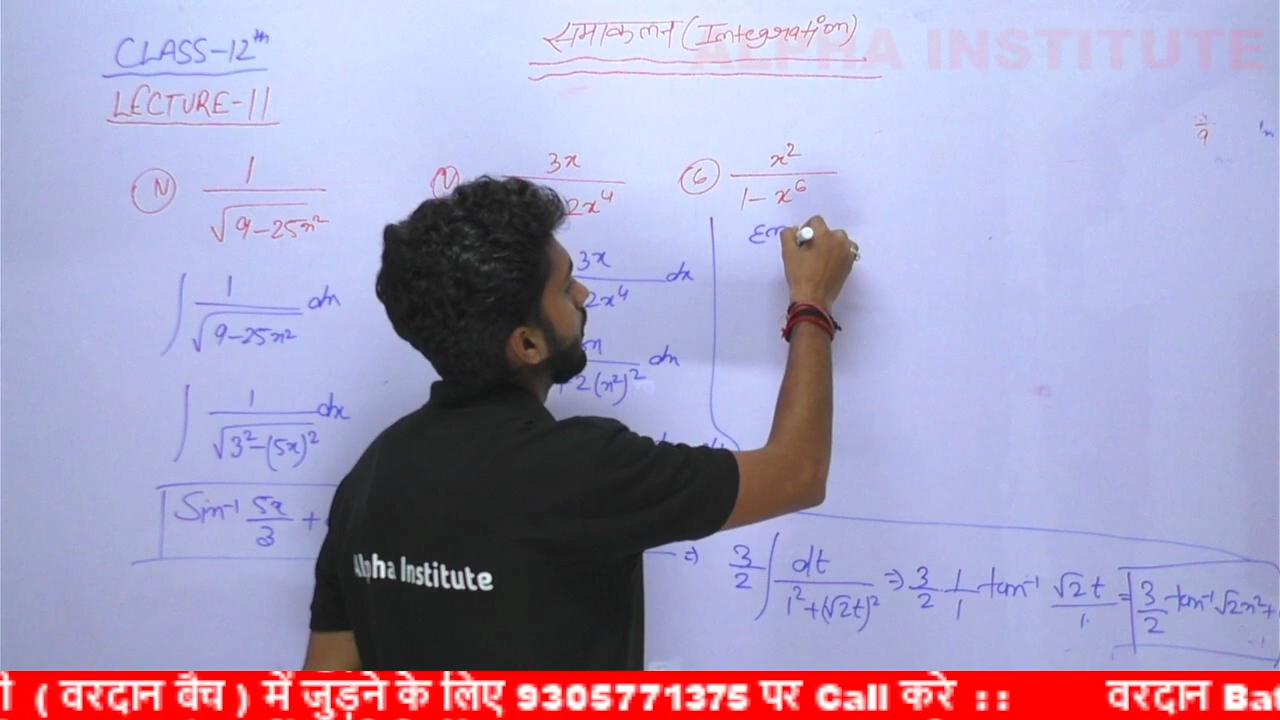 CLASS-12th
समाकलन (Integration)
ALPHA INSTITUTE
LECTURE-11
(IV) 1/√(9-25x²)
(V) 3x/2x⁴
(6) x²/(1-x⁶)
∫ 1/√(9-25x²) dx
∫ 1/√(3²-(5x)²) dx
Sin⁻¹ 5x/3 +
3x/2x⁴ dx
2(x²)² dx
⇒ 3/2 ∫ dt/(1²+(√2t)²) ⇒ 3/2 · 1/1 tan⁻¹ √2t/1 = 3/2 tan⁻¹ √2x² +
Alpha Institute
( वरदान बैच ) में जुड़ने के लिए 9305771375 पर Call करे : : वरदान Ba